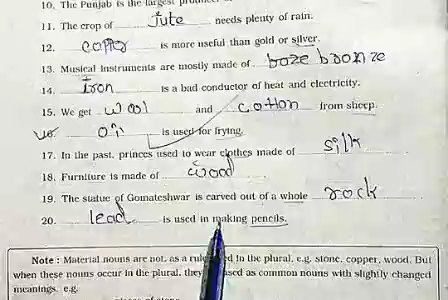 10. The Punjab is the largest
11. The crop of Jute needs plenty of rain.
12. is more useful than gold or silver.
13. Musical instruments are mostly made of boze bronze
14. Iron is a bad conductor of heat and electricity.
15. We get wool and cotton from sheep.
is used for frying.
17. In the past, princes used to wear clothes made of silk
18. Furniture is made of wood
19. The statue of Gomateshwar is carved out of a whole rock
20. lead is used in making pencils.
Note : Material nouns are not, as a rule, in the plural, e.g. stone, copper, wood. But
when these nouns occur in the plural, they used as common nouns with slightly changed
meanings, e.g.